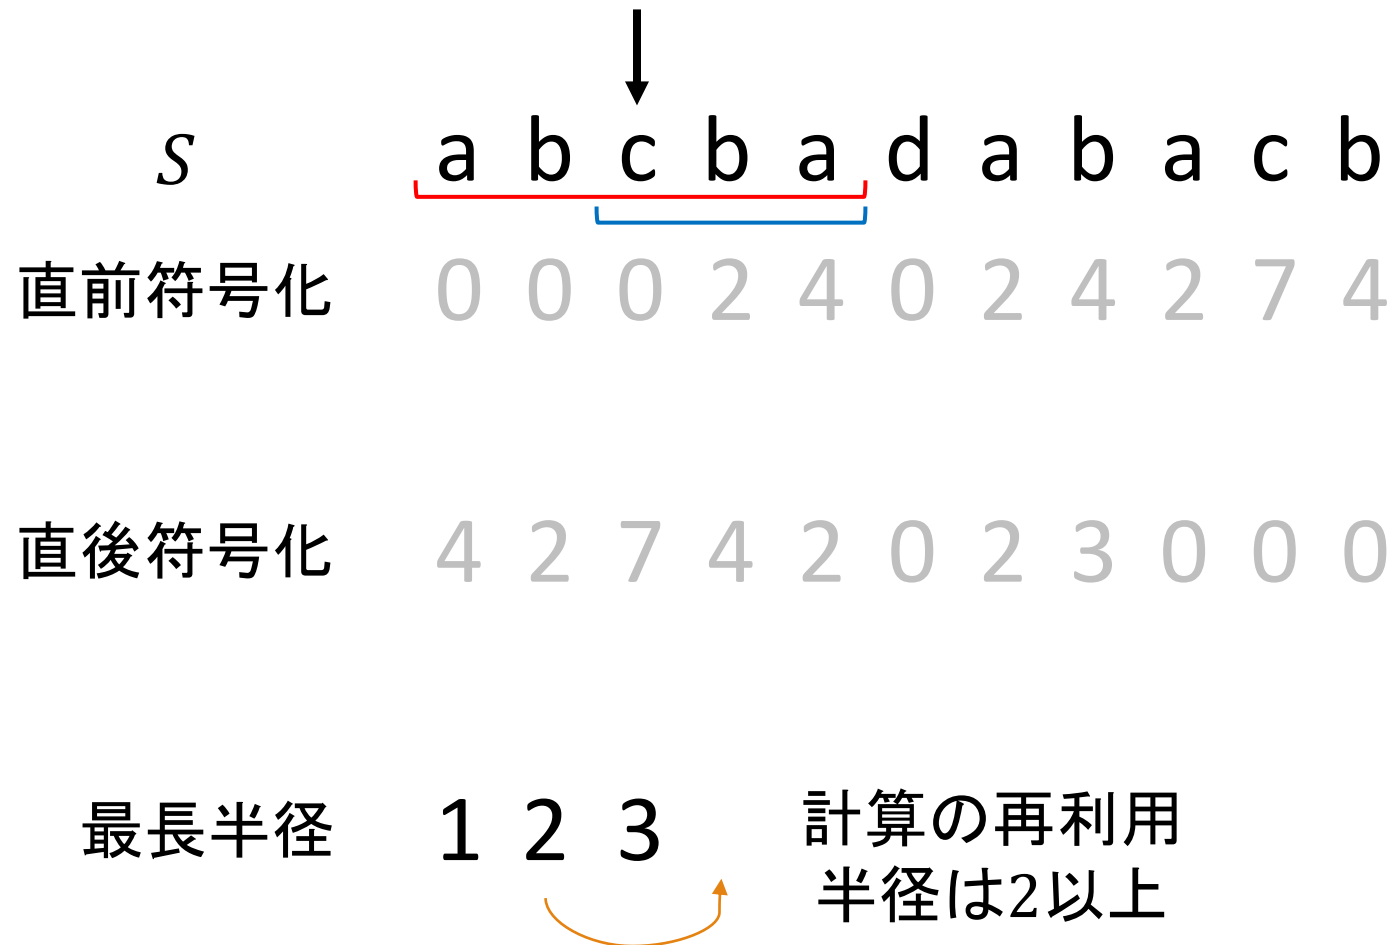 S a b c b a d a b a c b
直前符号化 0 0 0 2 4 0 2 4 2 7 4
直後符号化 4 2 7 4 2 0 2 3 0 0 0
最長半径 1 2 3
計算の再利用
半径は2以上